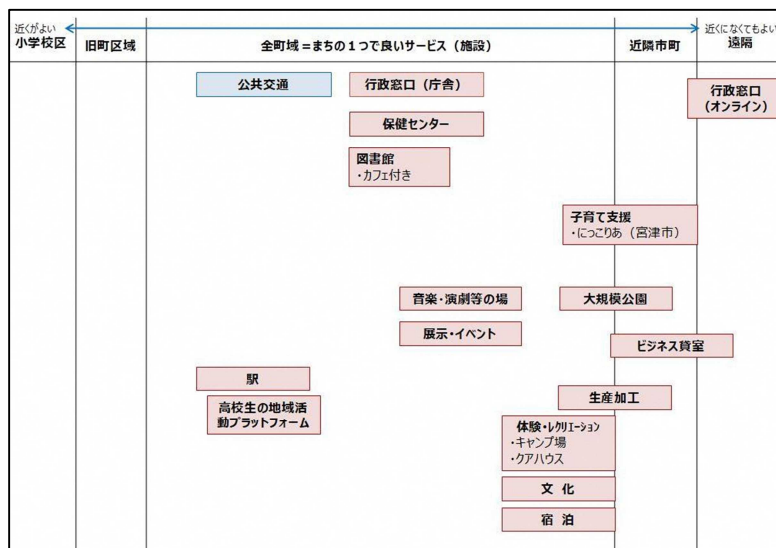 近くがよい
近くになくてもよい
小学校区
旧町区域
全町域=まちの1つで良いサービス(施設)
近隣市町
遠隔
公共交通
行政窓口(庁舎)
行政窓口
(オンライン)
保健センター
図書館
・カフェ付き
子育て支援
・にっこりあ(宮津市)
音楽・演劇等の場
大規模公園
展示・イベント
ビジネス貸室
駅
生産加工
高校生の地域活
動プラットフォーム
体験・レクリエーション
・キャンプ場
・クアハウス
文 化
宿 泊